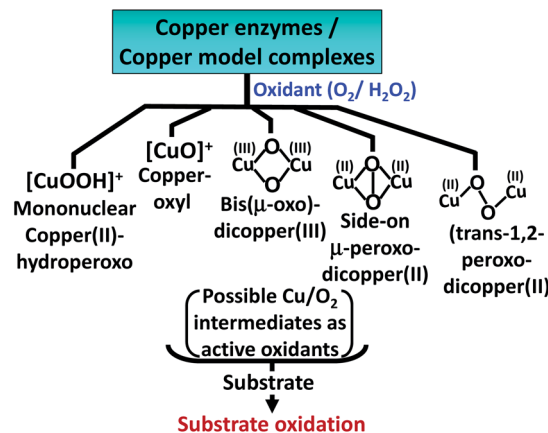 Copper enzymes /
Copper model complexes
Oxidant (O₂/ H₂O₂)
[CuOOH]⁺
Mononuclear
Copper(II)-
hydroperoxo
[CuO]⁺
Copper-
oxyl
(III) O (III)
Cu Cu
O
Bis(μ-oxo)-
dicopper(III)
(II) O (II)
Cu Cu
O
Side-on
μ-peroxo-
dicopper(II)
(II) O (II)
Cu O Cu
(trans-1,2-
peroxo-
dicopper(II)
Possible Cu/O₂
intermediates as
active oxidants
Substrate
Substrate oxidation